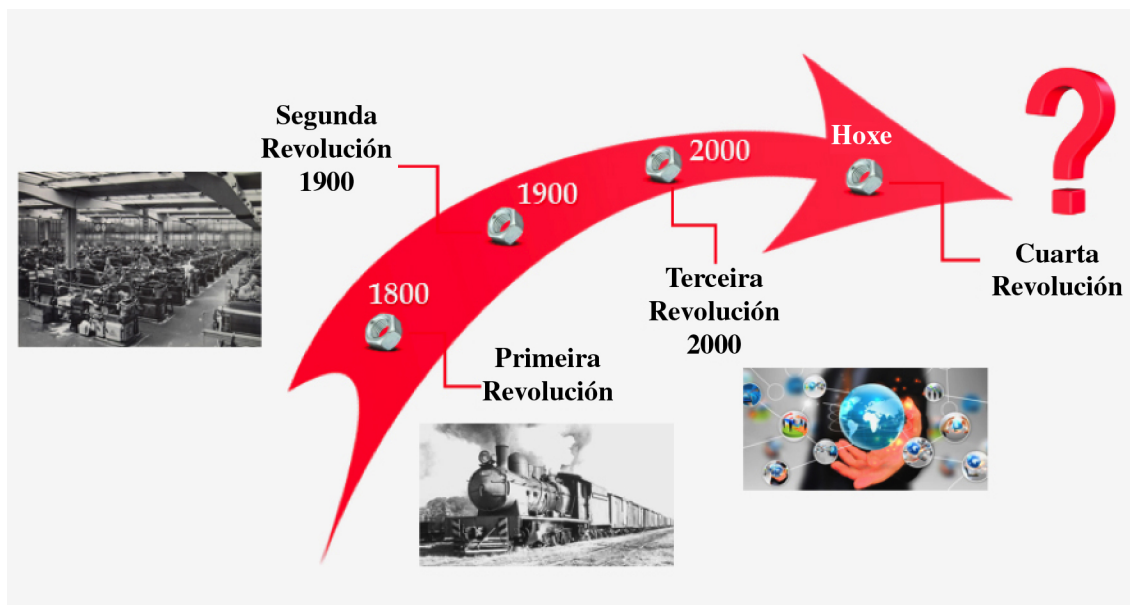 Segunda
Revolución
1900
1800
1900
2000
Hoxe
Primeira
Revolución
Terceira
Revolución
2000
Cuarta
Revolución
?